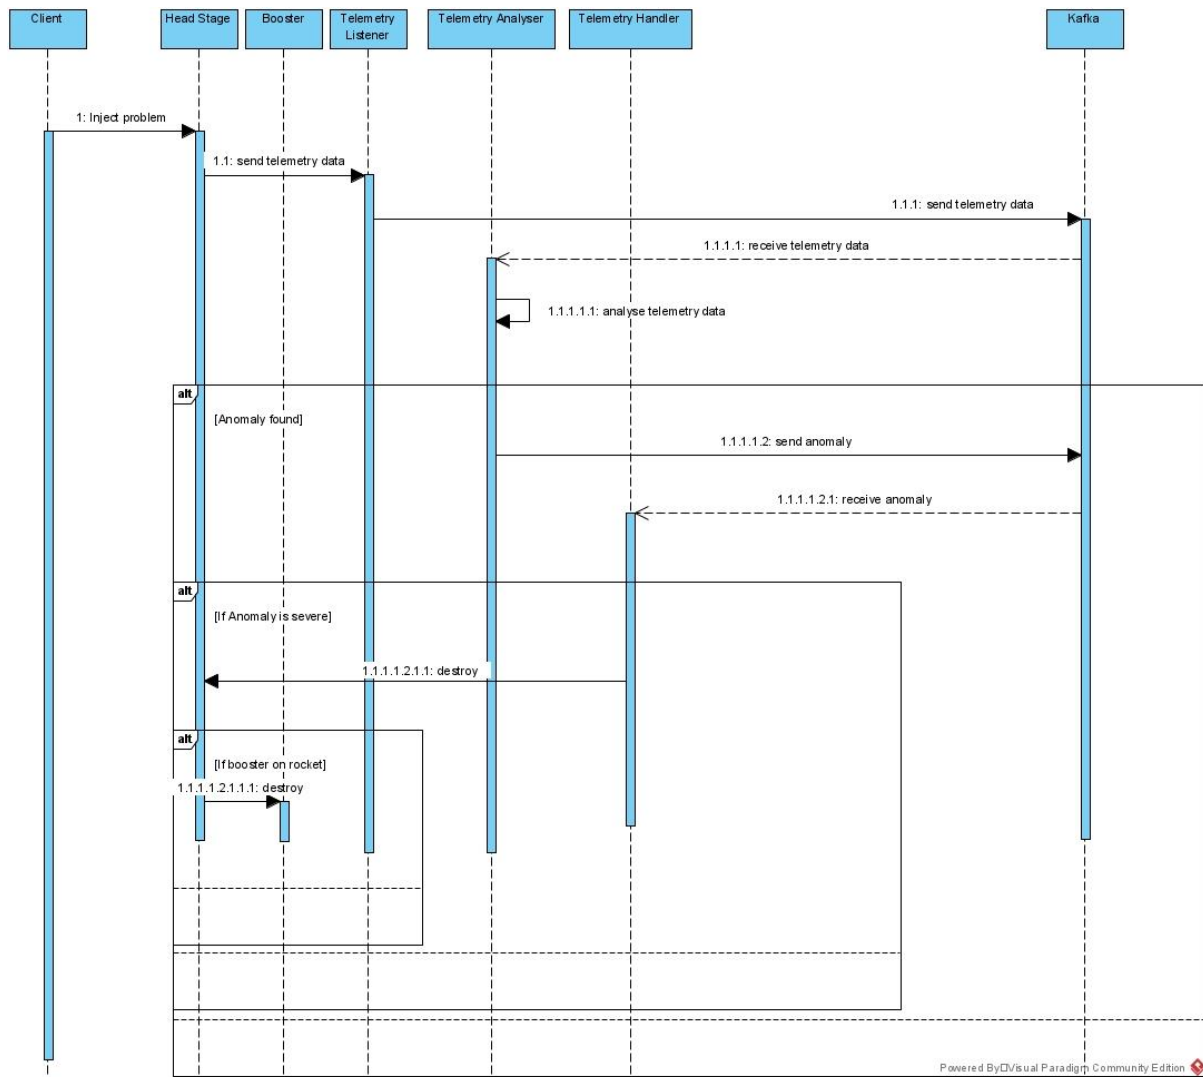 Client
Head Stage
Booster
Telemetry
Listener
Telemetry Analyser
Telemetry Handler
Kafka
1: Inject problem
1.1: send telemetry data
1.1.1: send telemetry data
1.1.1.1: receive telemetry data
1.1.1.1.1: analyse telemetry data
alt
[Anomaly found]
1.1.1.1.2: send anomaly
1.1.1.1.2.1: receive anomaly
alt
[If Anomaly is severe]
1.1.1.1.2.1.1: destroy
alt
[If booster on rocket]
1.1.1.1.2.1.1.1: destroy
Powered By□Visual Paradigm Community Edition